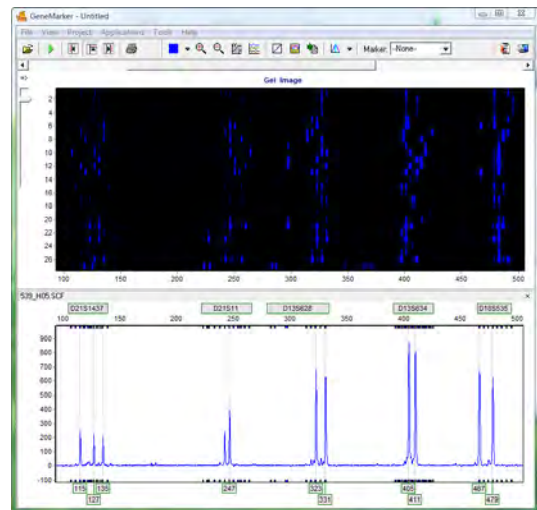 GeneMarker - Untitled
File View Project Applications Tools Help
Marker: -None-
Gel Image
2
4
6
8
10
12
14
16
18
20
22
24
26
100 150 200 250 300 350 400 450 500
S39_H05.SCF
D21S1437 D21S11 D13S628 D13S634 D18S535
100 150 200 250 300 350 400 450 500
900
800
700
600
500
400
300
200
100
0
-100
115 135 247 323 405 467
127 331 411 479